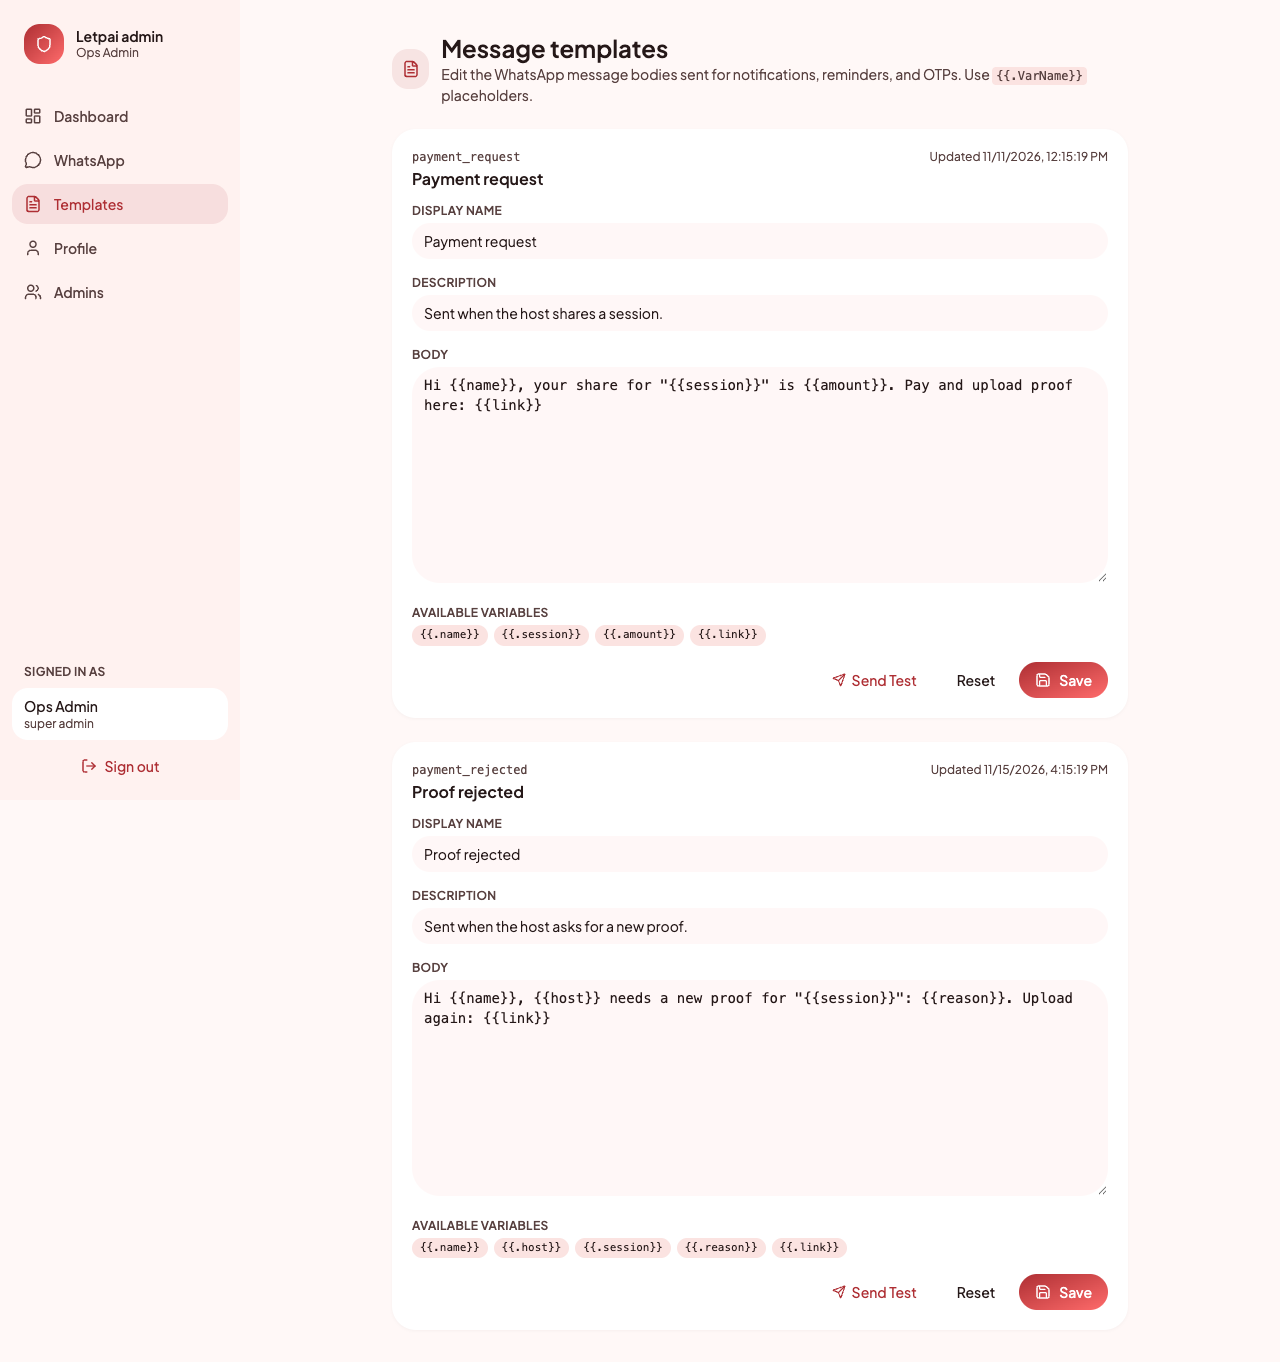 Letpai admin
Ops Admin
Dashboard
WhatsApp
Templates
Profile
Admins
SIGNED IN AS
Ops Admin
super admin
Sign out
Message templates
Edit the WhatsApp message bodies sent for notifications, reminders, and OTPs. Use {{.VarName}}
placeholders.
payment_request
Updated 11/11/2026, 12:15:19 PM
Payment request
DISPLAY NAME
Payment request
DESCRIPTION
Sent when the host shares a session.
BODY
Hi {{name}}, your share for "{{session}}" is {{amount}}. Pay and upload proof
here: {{link}}
AVAILABLE VARIABLES
{{.name}} {{.session}} {{.amount}} {{.link}}
Send Test Reset Save
payment_rejected
Updated 11/15/2026, 4:15:19 PM
Proof rejected
DISPLAY NAME
Proof rejected
DESCRIPTION
Sent when the host asks for a new proof.
BODY
Hi {{name}}, {{host}} needs a new proof for "{{session}}": {{reason}}. Upload
again: {{link}}
AVAILABLE VARIABLES
{{.name}} {{.host}} {{.session}} {{.reason}} {{.link}}
Send Test Reset Save